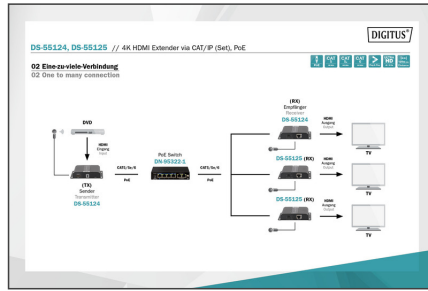 DIGITUS®
DS-55124, DS-55125 // 4K HDMI Extender via CAT/IP (Set), PoE
02 Eine-zu-viele-Verbindung
02 One to many connection
DVD
HDMI
Eingang
Input
(TX)
Sender
Transmitter
DS-55124
CAT5/5e/6
PoE
PoE Switch
DN-95322-1
CAT5/5e/6
PoE
(RX)
Empfänger
Receiver
DS-55124
HDMI
Ausgang
Output
TV
DS-55125 (RX)
HDMI
Ausgang
Output
TV
DS-55125 (RX)
HDMI
Ausgang
Output
TV